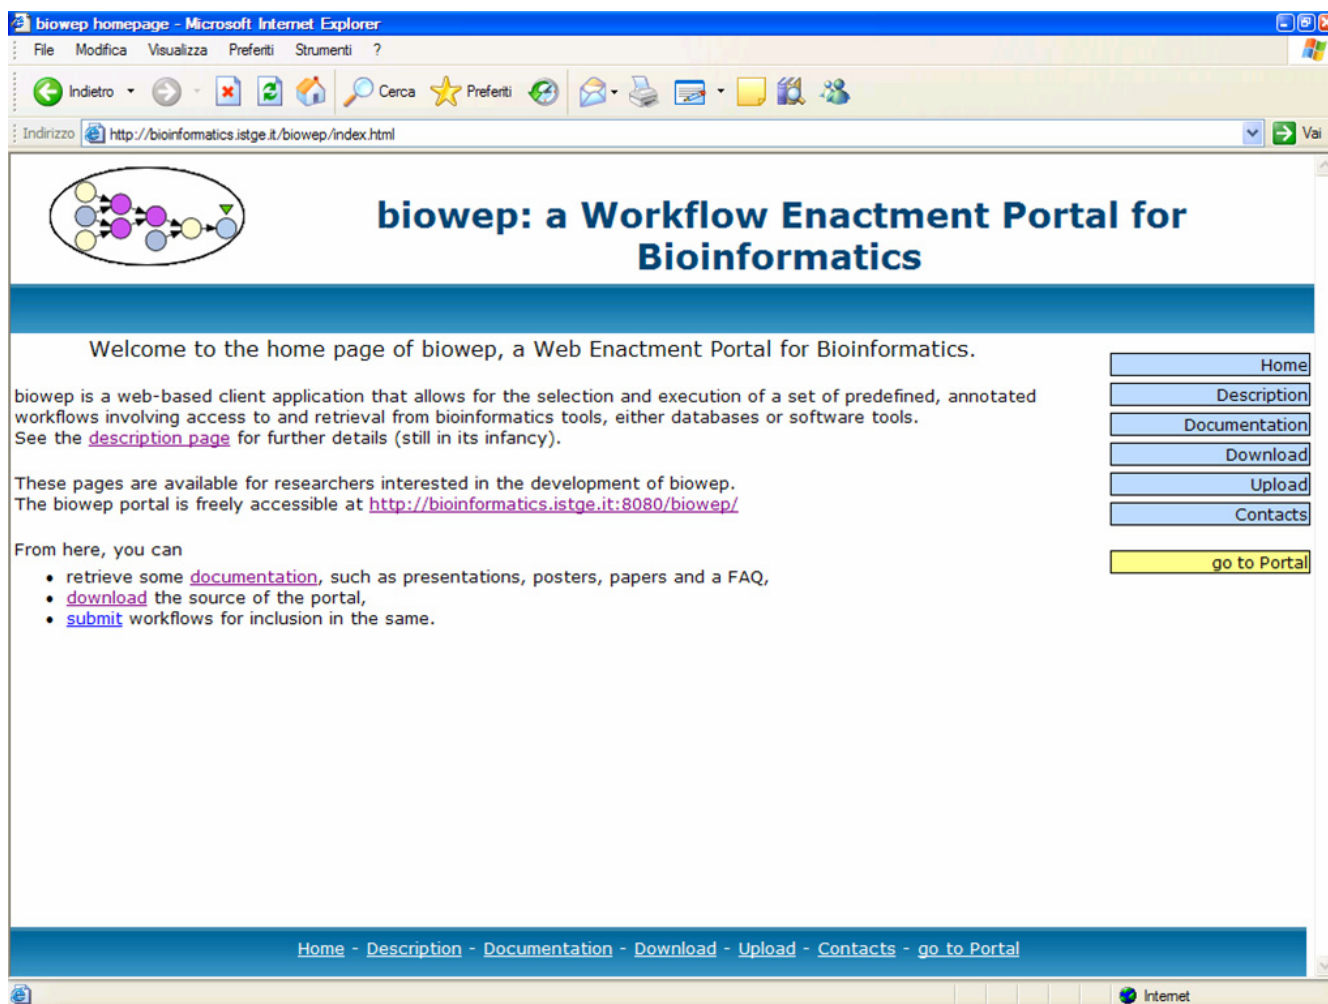 biowep homepage - Microsoft Internet Explorer
File Modifica Visualizza Preferiti Strumenti ?
Indietro Cerca Preferiti
Indirizzo http://bioinformatics.istge.it/biowep/index.html Vai
biowep: a Workflow Enactment Portal for
Bioinformatics
Welcome to the home page of biowep, a Web Enactment Portal for Bioinformatics.
biowep is a web-based client application that allows for the selection and execution of a set of predefined, annotated
workflows involving access to and retrieval from bioinformatics tools, either databases or software tools.
See the description page for further details (still in its infancy).
These pages are available for researchers interested in the development of biowep.
The biowep portal is freely accessible at http://bioinformatics.istge.it:8080/biowep/
From here, you can
• retrieve some documentation, such as presentations, posters, papers and a FAQ,
• download the source of the portal,
• submit workflows for inclusion in the same.
Home
Description
Documentation
Download
Upload
Contacts
go to Portal
Home - Description - Documentation - Download - Upload - Contacts - go to Portal
Internet